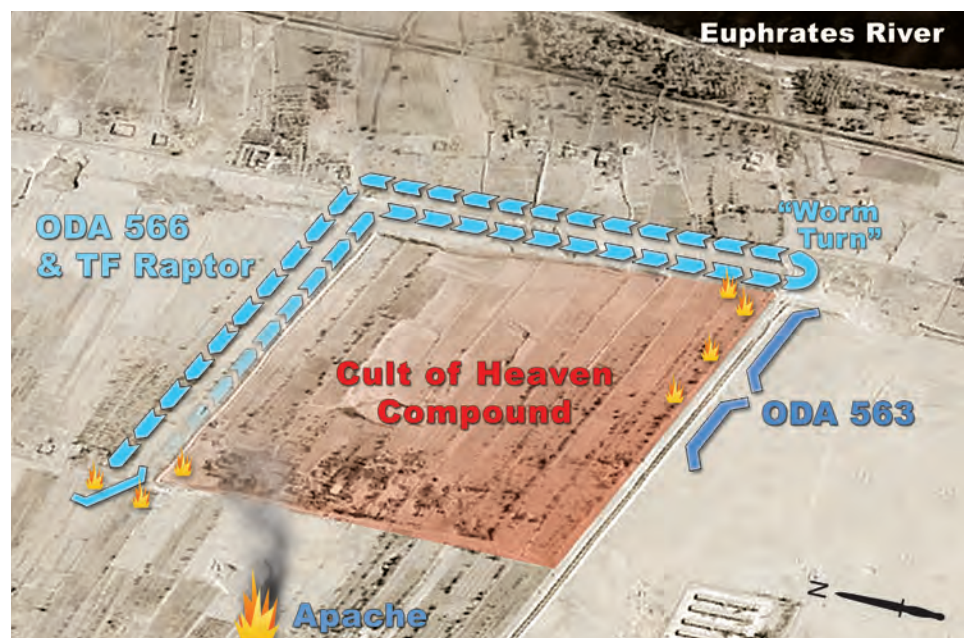 Euphrates River
"Worm
Turn"
ODA 566
& TF Raptor
Cult of Heaven
Compound
ODA 563
N
Apache